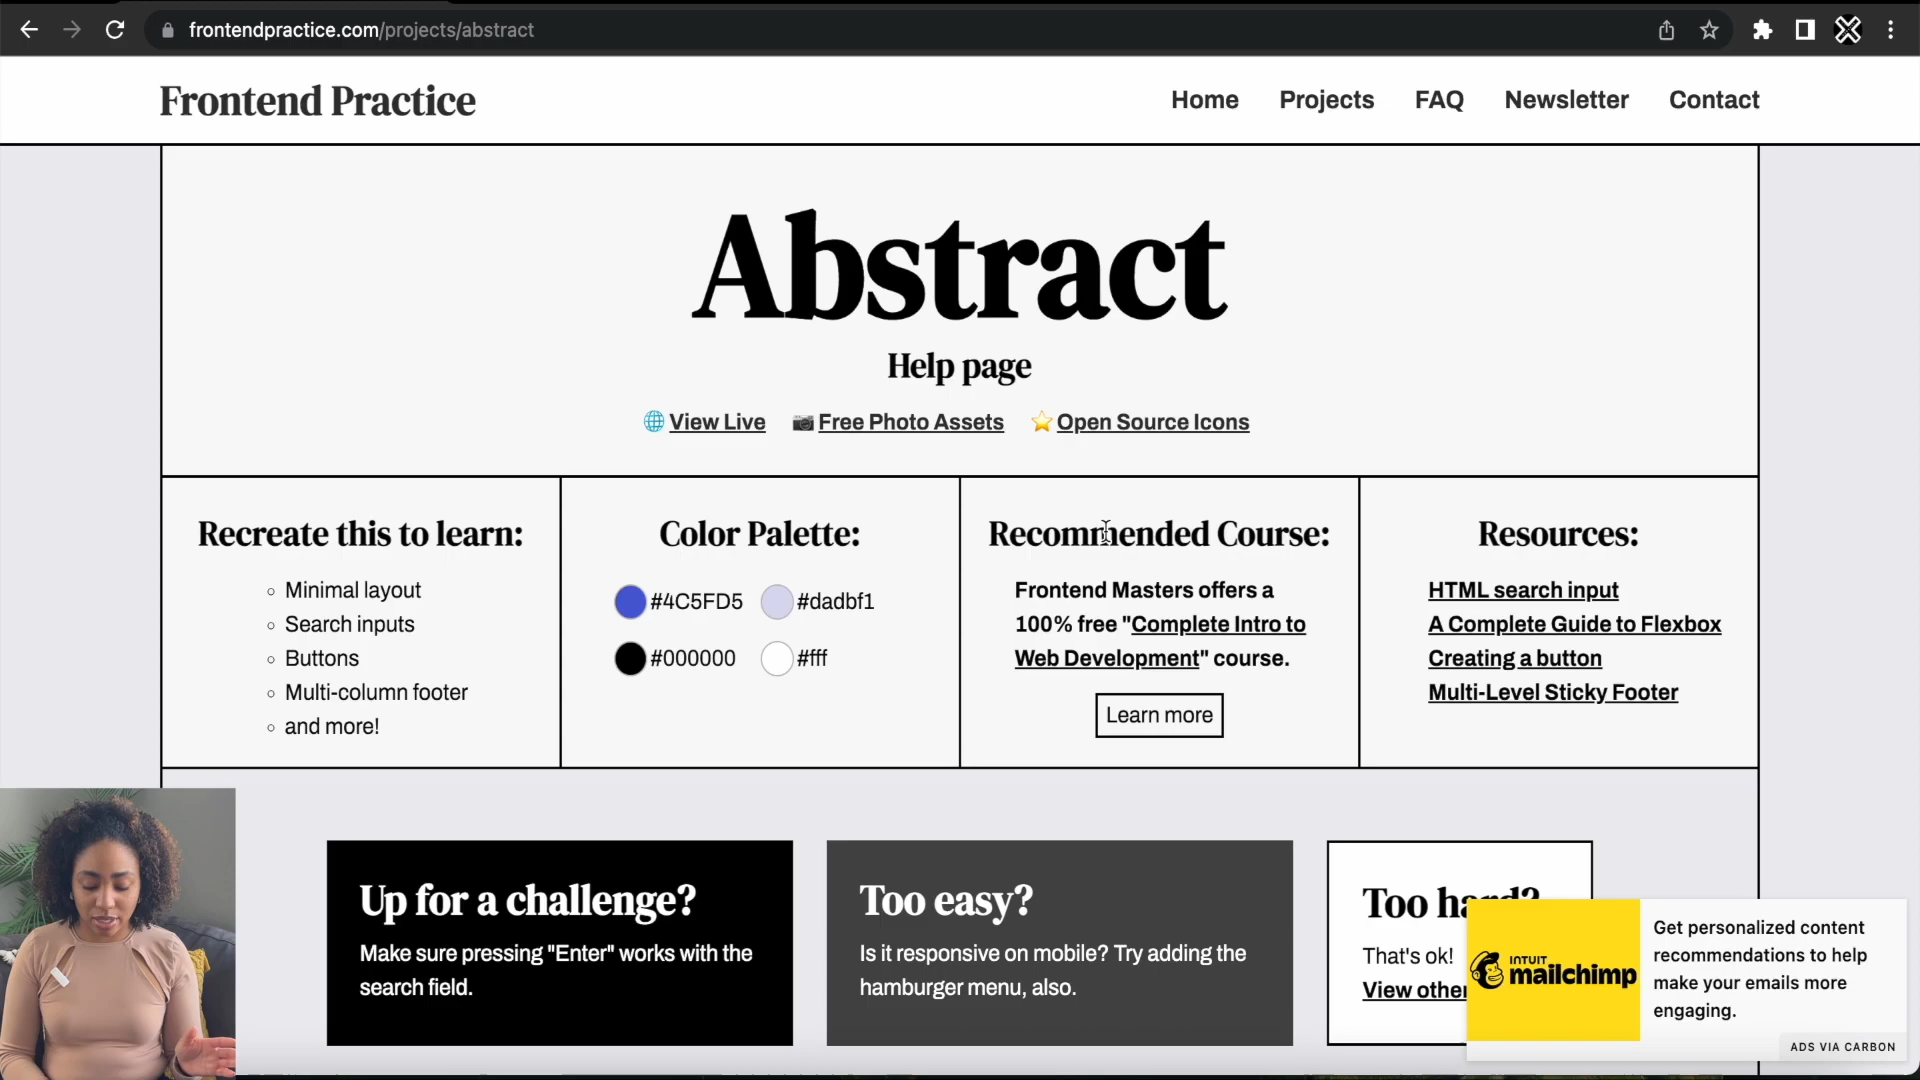 frontendpractice.com/projects/abstract
Frontend Practice
Home Projects FAQ Newsletter Contact
Abstract
Help page
View Live Free Photo Assets Open Source Icons
Recreate this to learn:
Minimal layout
Search inputs
Buttons
Multi-column footer
and more!
Color Palette:
#4C5FD5 #dadbf1
#000000 #fff
Recommended Course:
Frontend Masters offers a
100% free "Complete Intro to
Web Development" course.
Learn more
Resources:
HTML search input
A Complete Guide to Flexbox
Creating a button
Multi-Level Sticky Footer
Up for a challenge?
Make sure pressing "Enter" works with the
search field.
Too easy?
Is it responsive on mobile? Try adding the
hamburger menu, also.
Too hard?
That's ok!
View other
INTUIT
mailchimp
Get personalized content
recommendations to help
make your emails more
engaging.
ADS VIA CARBON